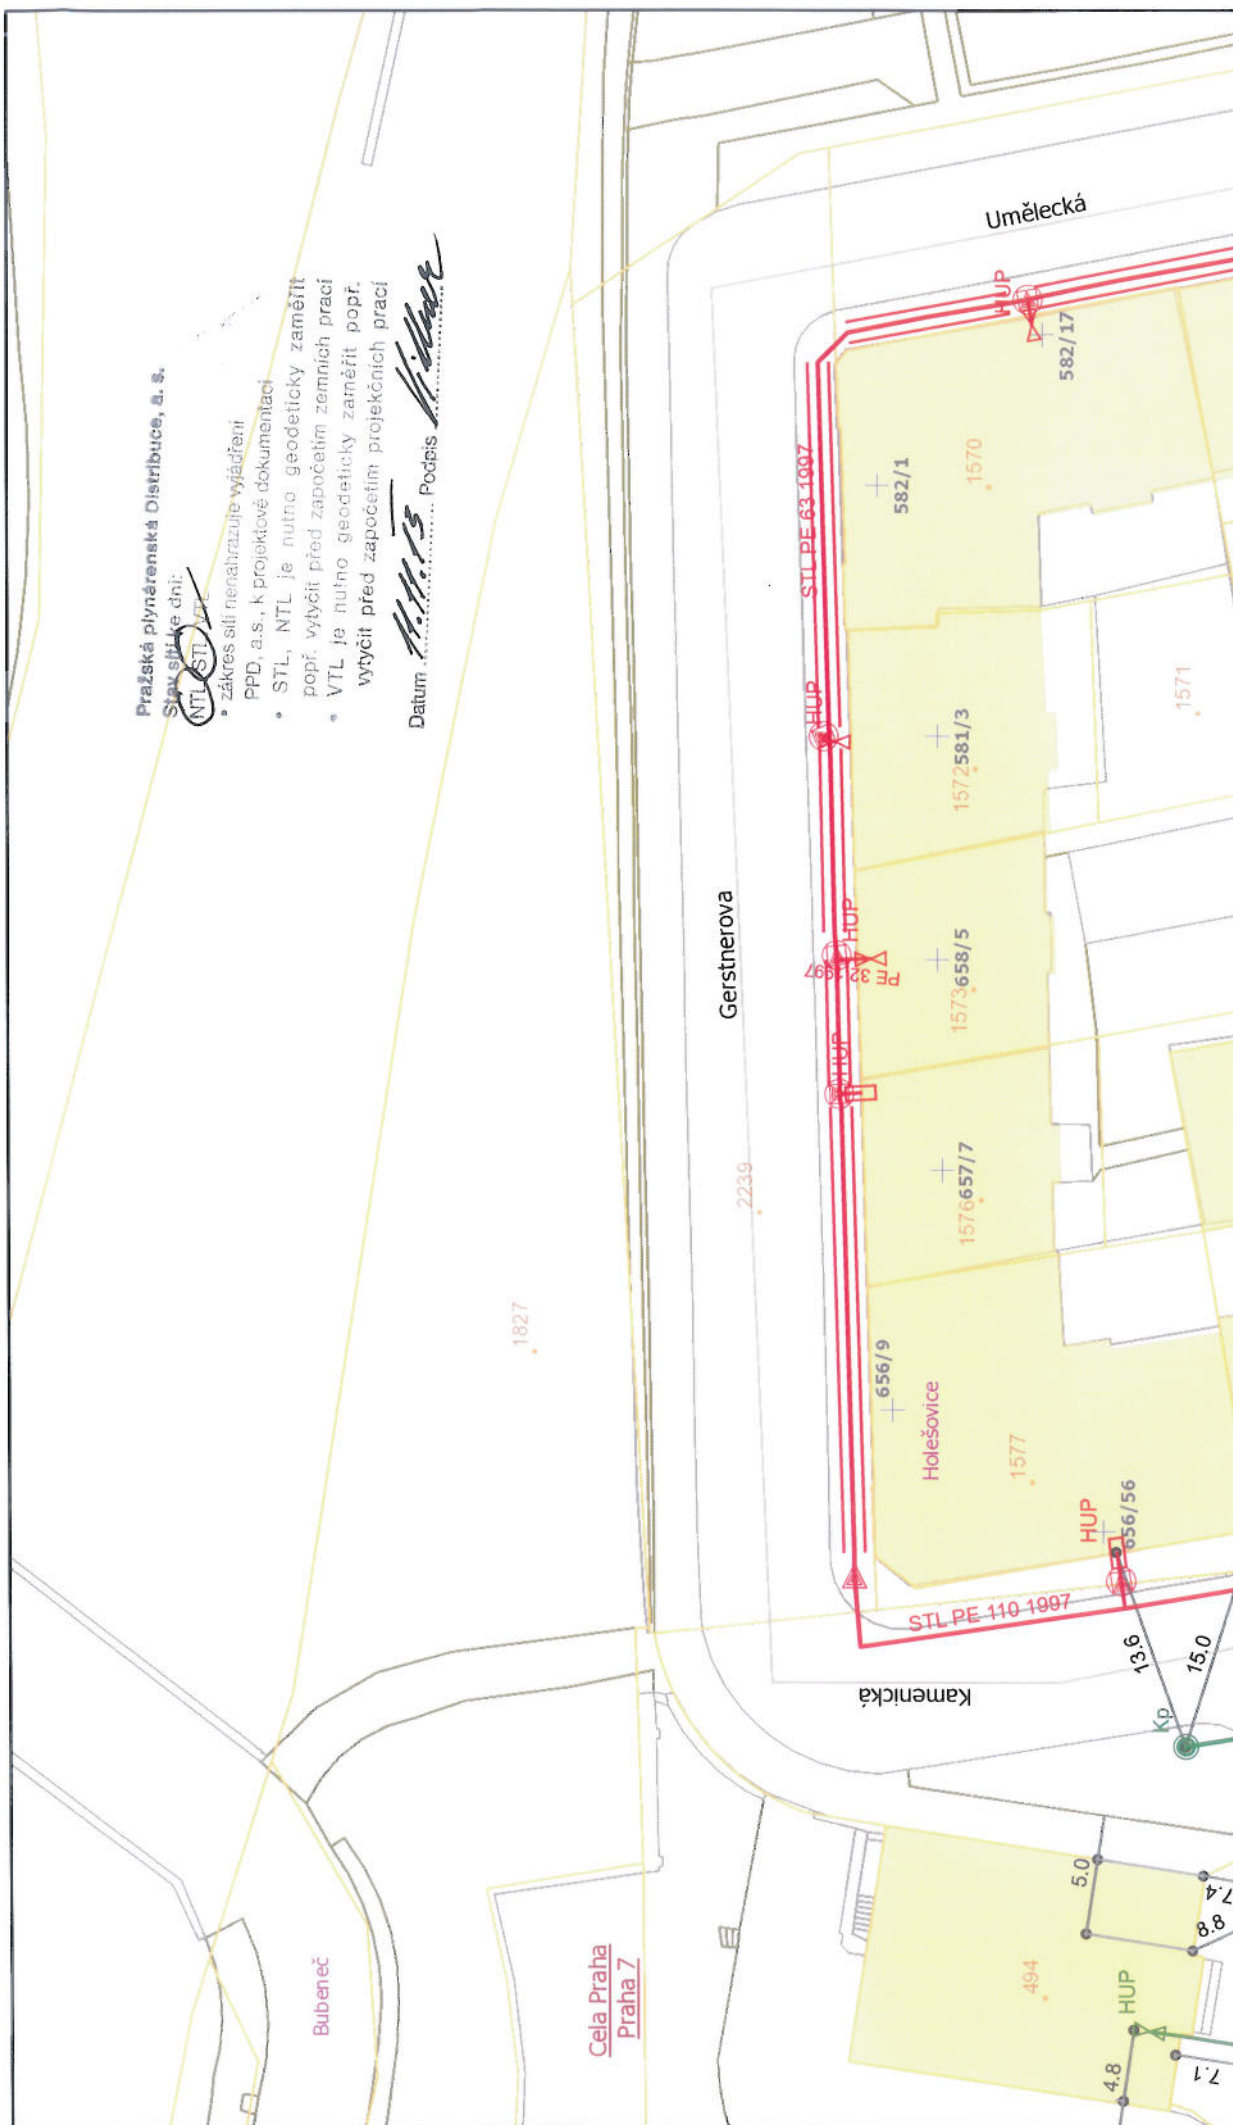 Pražská plynárenská Distribuce, a. s.
Stav sítí ke dni:
NTL STL VTL
• zákres sítí nenahrazuje vyjádření
PPD, a.s., k projektové dokumentaci
• STL, NTL je nutno geodeticky zaměřit
popř. vytyčit před započetím zemních prací
• VTL je nutno geodeticky zaměřit popř.
vytyčit před započetím projekčních prací
Datum 11.11.15 Podpis
Umělecká
HUP
582/17
STL PE 63 1997
582/1
1570
HUP
581/3
1572
1571
Gerstnerova
HUP
PE 32 1997
658/5
1573
HUP
657/7
1576
2239
1827
656/9
Holešovice
1577
HUP
656/56
STL PE 110 1997
13.6
15.0
Kamenická
Kp
Bubeneč
Cela Praha
Praha 7
494
HUP
5.0
7.4
8.8
4.8
7.1